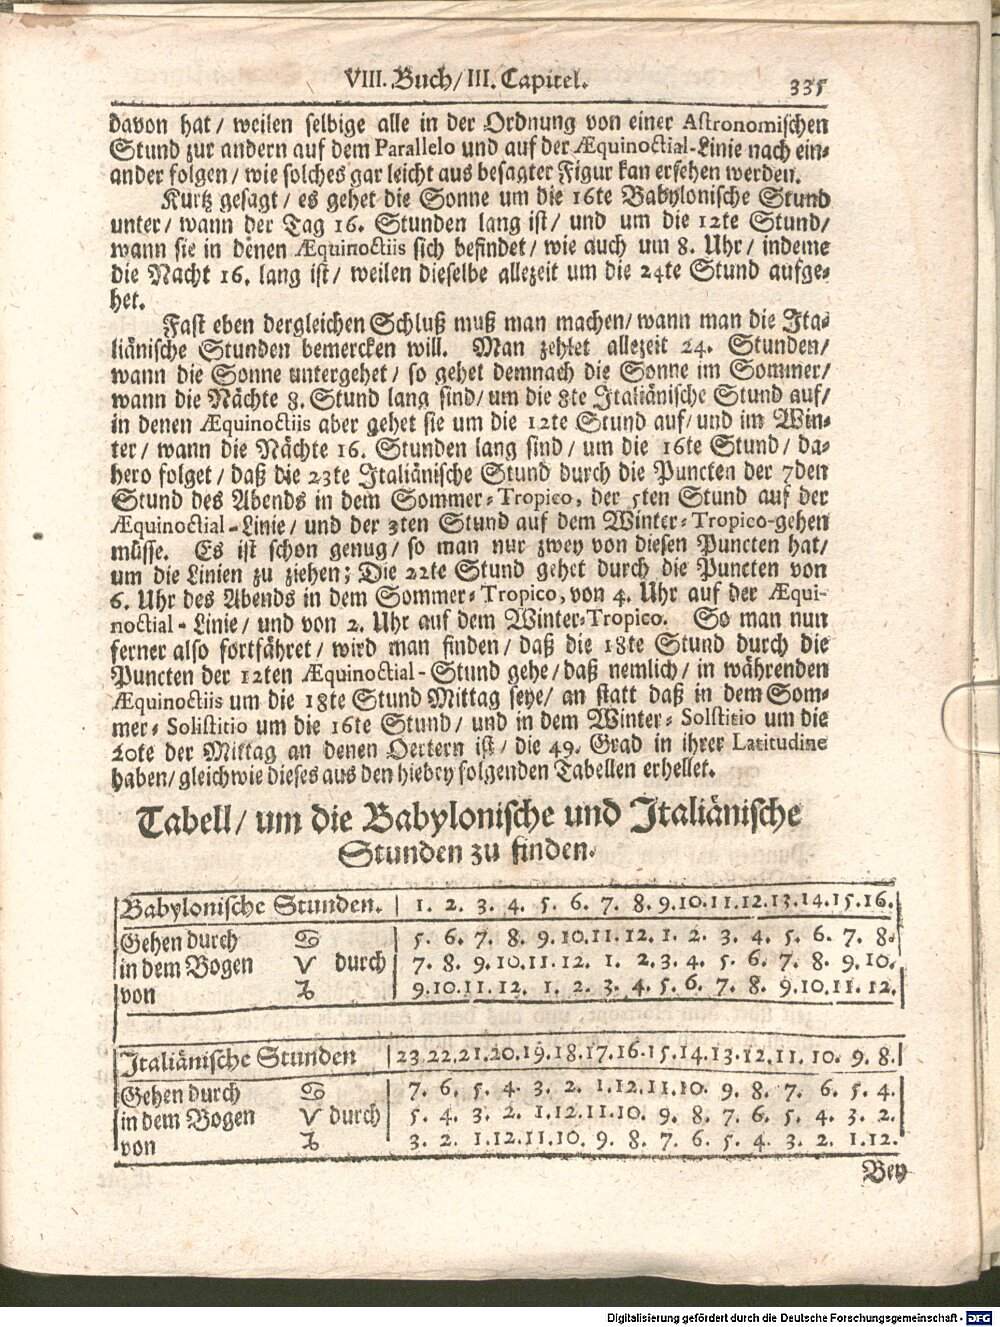 VIII. Buch/ III. Capitel. 335
davon hat/ weilen selbige alle in der Ordnung von einer Astronomischen
Stund zur andern auf dem Parallelo und auf der Æquinoctial-Linie nach ein-
ander folgen/ wie solches gar leicht aus besagter Figur kan ersehen werden.
Kurtz gesagt/ es gehet die Sonne um die 16te Babylonische Stund
unter/ wann der Tag 16. Stunden lang ist/ und um die 12te Stund/
wann sie in denen Æquinoctiis sich befindet/ wie auch um 8. Uhr/ indeme
die Nacht 16. lang ist/ weilen dieselbe allezeit um die 24te Stund aufge-
het.
Fast eben dergleichen Schluß muß man machen/ wann man die Ita-
liänische Stunden bemercken will. Man zehlet allezeit 24. Stunden/
wann die Sonne untergehet/ so gehet demnach die Sonne im Sommer/
wann die Nächte 8. Stund lang sind/ um die 8te Italiänische Stund auf/
in denen Æquinoctiis aber gehet sie um die 12te Stund auf/ und im Win-
ter/ wann die Nächte 16. Stunden lang sind/ um die 16te Stund/ da-
hero folget/ daß die 23te Italiänische Stund durch die Puncten der 7den
Stund des Abends in dem Sommer-Tropico, der 5ten Stund auf der
Æquinoctial-Linie/ und der 3ten Stund auf dem Winter-Tropico gehen
müsse. Es ist schon genug/ so man nur zwey von diesen Puncten hat/
um die Linien zu ziehen; Die 22te Stund gehet durch die Puncten von
6. Uhr des Abends in dem Sommer-Tropico, von 4. Uhr auf der Æqui-
noctial-Linie/ und von 2. Uhr auf dem Winter-Tropico. So man nun
ferner also fortfähret/ wird man finden/ daß die 18te Stund durch die
Puncten der 12ten Æquinoctial-Stund gehe/ daß nemlich/ in währenden
Æquinoctiis um die 18te Stund Mittag seye/ an statt daß in dem Som-
mer-Solstitio um die 16te Stund/ und in dem Winter-Solstitio um die
20te der Mittag an denen Oertern ist/ die 49. Grad in ihrer Latitudine
haben/ gleichwie dieses aus den hiebey folgenden Tabellen erhellet.
Tabell/ um die Babylonische und Italiänische
Stunden zu finden.
Babylonische Stunden. | 1. 2. 3. 4. 5. 6. 7. 8. 9. 10. 11. 12. 13. 14. 15. 16.
Gehen durch ♋ 5. 6. 7. 8. 9. 10. 11. 12. 1. 2. 3. 4. 5. 6. 7. 8.
in dem Bogen ♈ durch 7. 8. 9. 10. 11. 12. 1. 2. 3. 4. 5. 6. 7. 8. 9. 10.
von ♑ 9. 10. 11. 12. 1. 2. 3. 4. 5. 6. 7. 8. 9. 10. 11. 12.
Italiänische Stunden | 23. 22. 21. 20. 19. 18. 17. 16. 15. 14. 13. 12. 11. 10. 9. 8.
Gehen durch ♋ 7. 6. 5. 4. 3. 2. 1. 12. 11. 10. 9. 8. 7. 6. 5. 4.
in dem Bogen ♈ durch 5. 4. 3. 2. 1. 12. 11. 10. 9. 8. 7. 6. 5. 4. 3. 2.
von ♑ 3. 2. 1. 12. 11. 10. 9. 8. 7. 6. 5. 4. 3. 2. 1. 12.
Bey
Digitalisierung gefördert durch die Deutsche Forschungsgemeinschaft - DFG